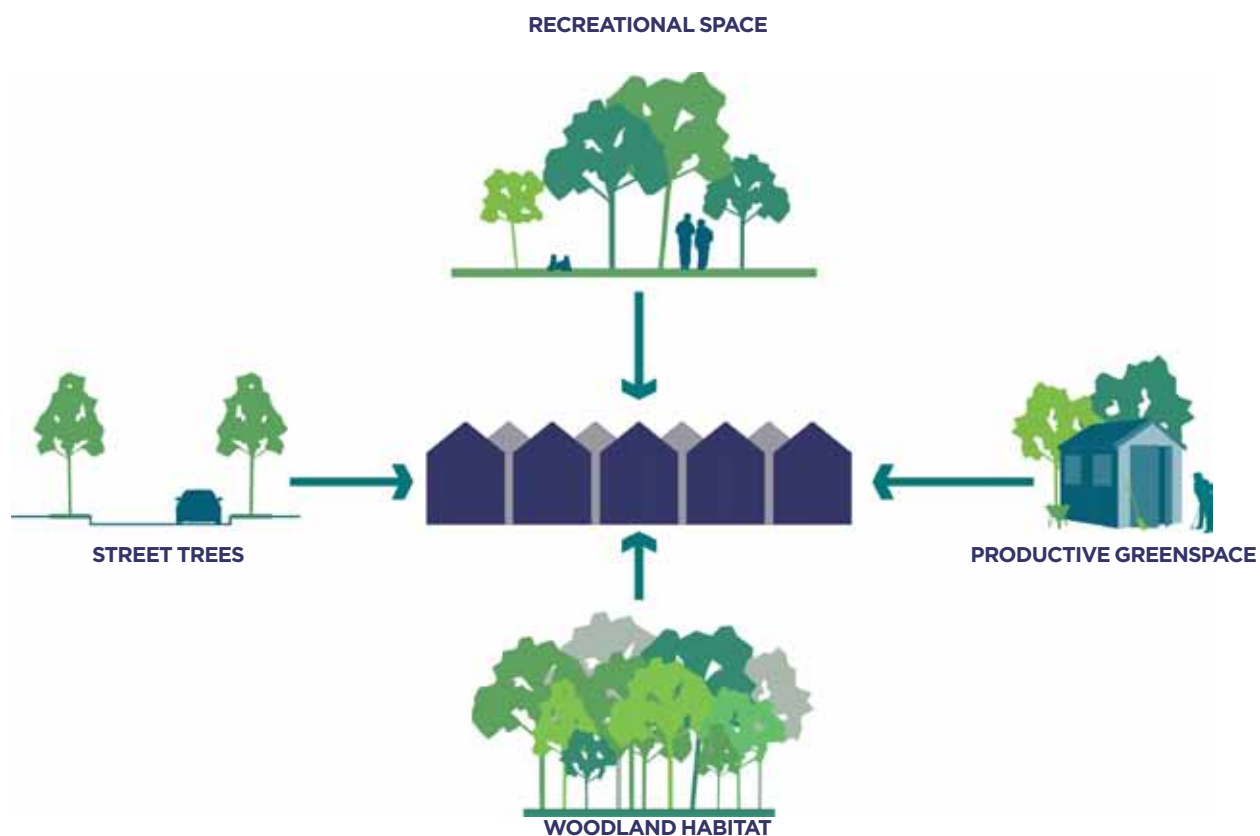 RECREATIONAL SPACE
STREET TREES
PRODUCTIVE GREENSPACE
WOODLAND HABITAT